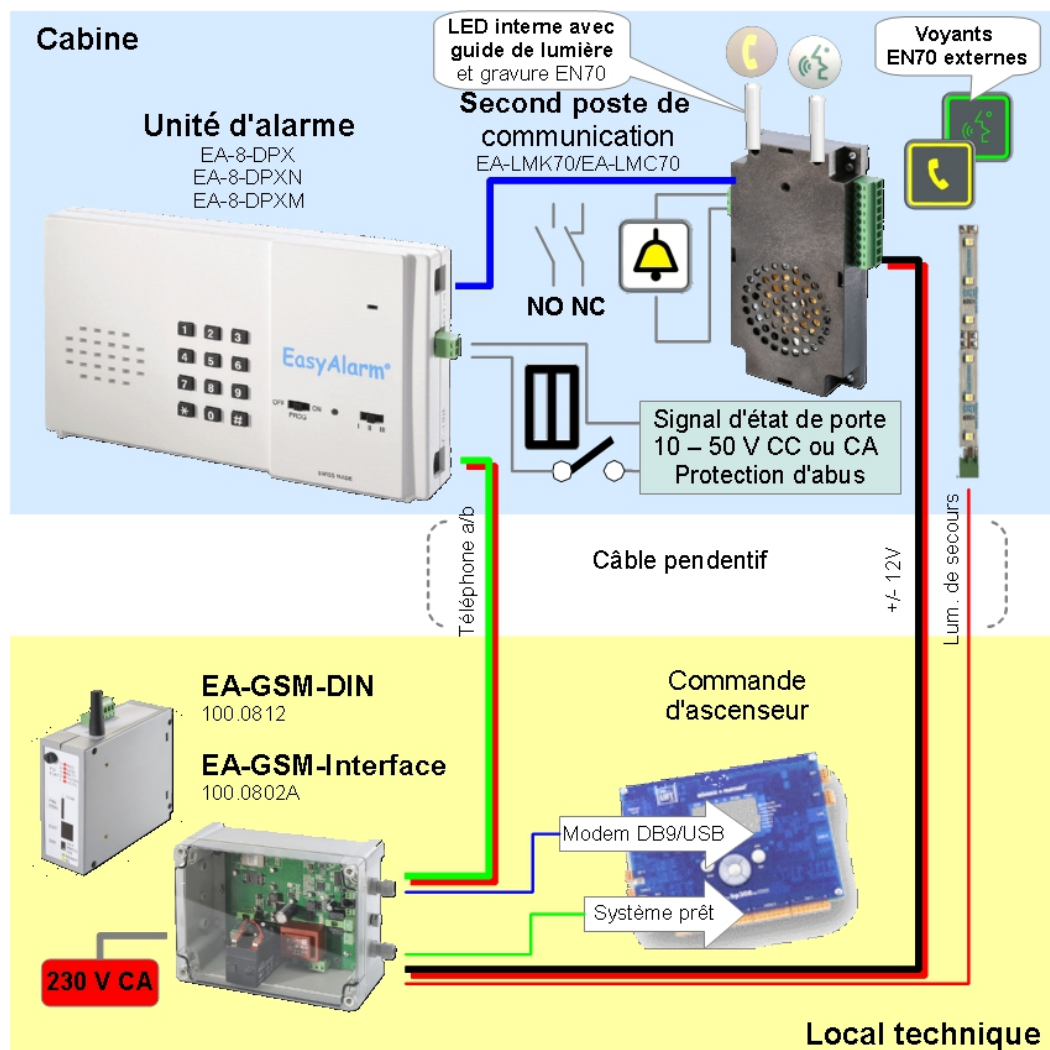 Cabine
LED interne avec
guide de lumière
et gravure EN70
Voyants
EN70 externes
Unité d'alarme
EA-8-DPX
EA-8-DPXN
EA-8-DPXM
Second poste de
communication
EA-LMK70/EA-LMC70
NO NC
1 2 3
4 5 6
7 8 9
* 0 #
EasyAlarm®
OFF ON
PROG
I II III
SWISS MADE
Signal d'état de porte
10 – 50 V CC ou CA
Protection d'abus
Téléphone a/b
Câble pendentif
+/- 12V
Lum. de secours
EA-GSM-DIN
100.0812
EA-GSM-Interface
100.0802A
Commande
d'ascenseur
Modem DB9/USB
Système prêt
230 V CA
Local technique